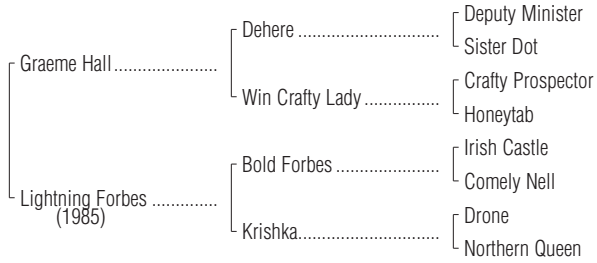 Deputy Minister
Dehere
Sister Dot
Graeme Hall
Crafty Prospector
Win Crafty Lady
Honeytab
Irish Castle
Bold Forbes
Comely Nell
Lightning Forbes
(1985)
Drone
Krishka
Northern Queen